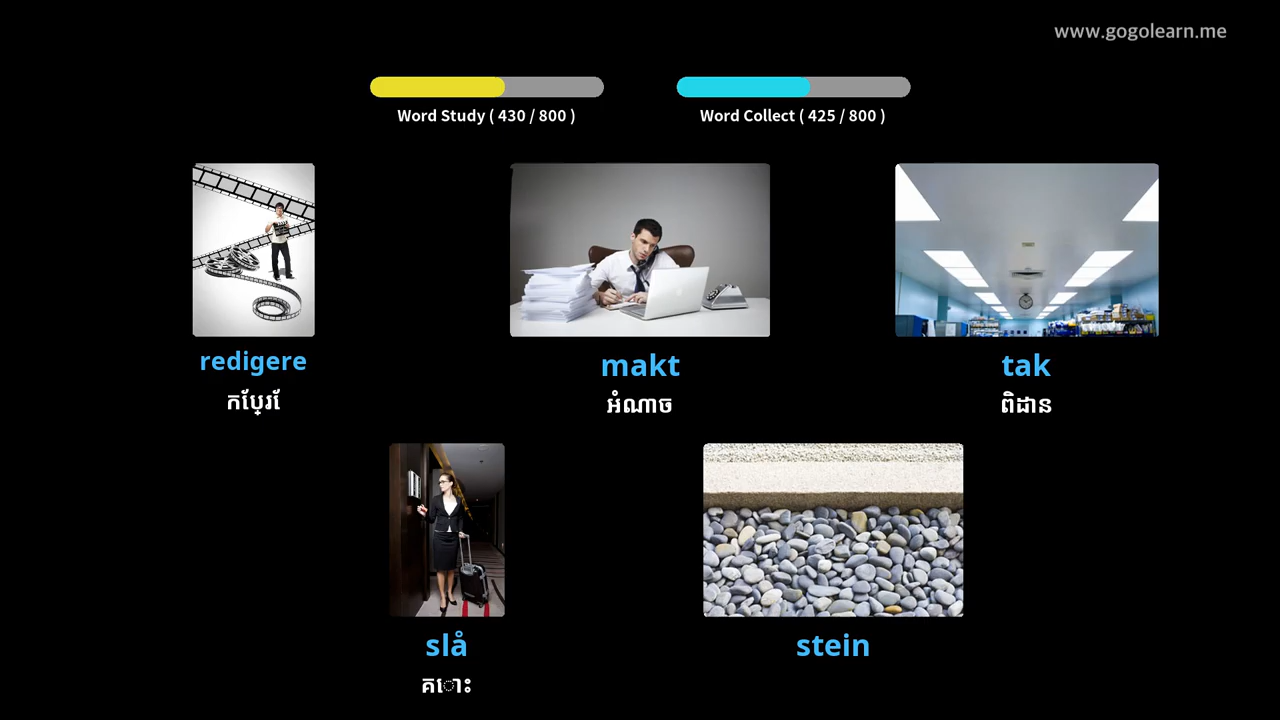 www.gogolearn.me
Word Study ( 430 / 800 )
Word Collect ( 425 / 800 )
redigere
កែប្រែ
makt
អំណាច
tak
ពិដាន
slå
គោះ
stein